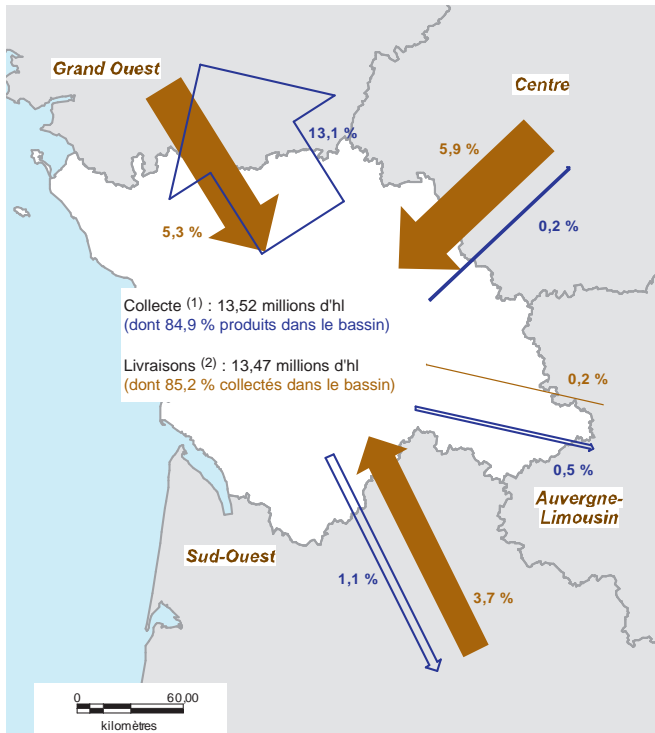 Grand Ouest
Centre
13,1 %
5,9 %
5,3 %
0,2 %
Collecte (1) : 13,52 millions d'hl
(dont 84,9 % produits dans le bassin)
Livraisons (2) : 13,47 millions d'hl
(dont 85,2 % collectés dans le bassin)
0,2 %
0,5 %
Auvergne-
Limousin
Sud-Ouest
1,1 %
3,7 %
0
60,00
kilomètres